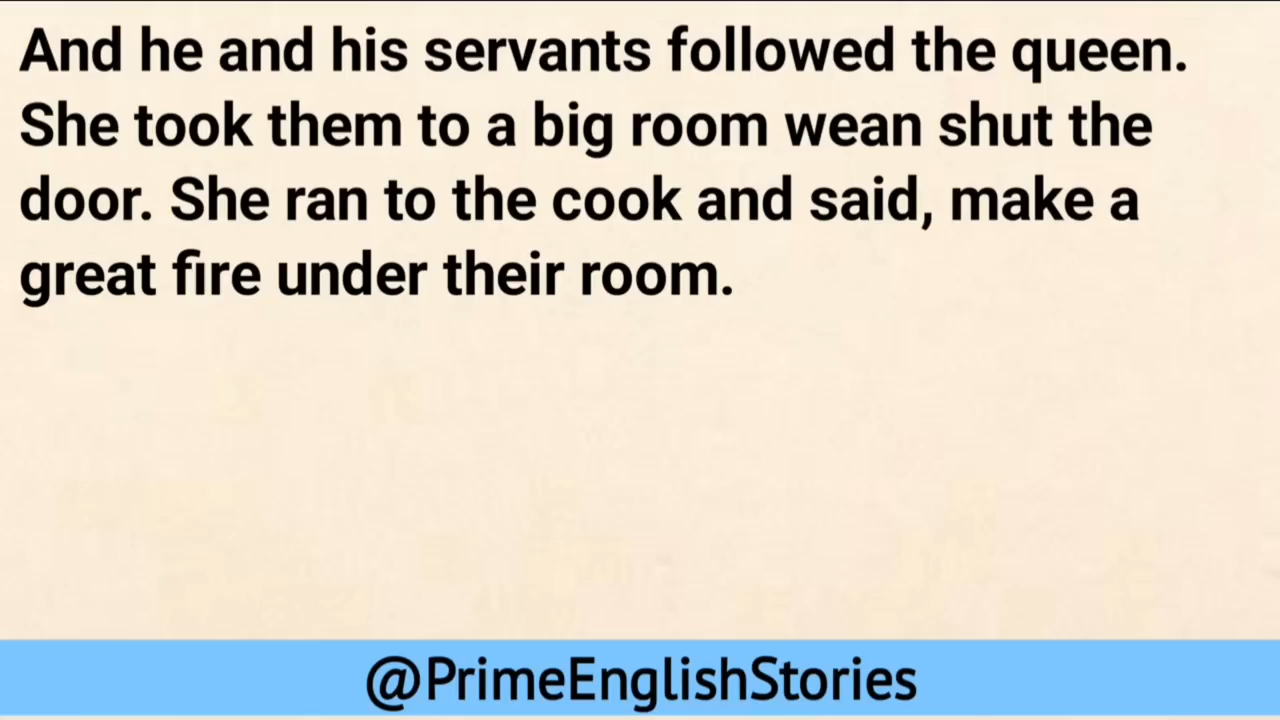 And he and his servants followed the queen.
She took them to a big room wean shut the
door. She ran to the cook and said, make a
great fire under their room.
@PrimeEnglishStories